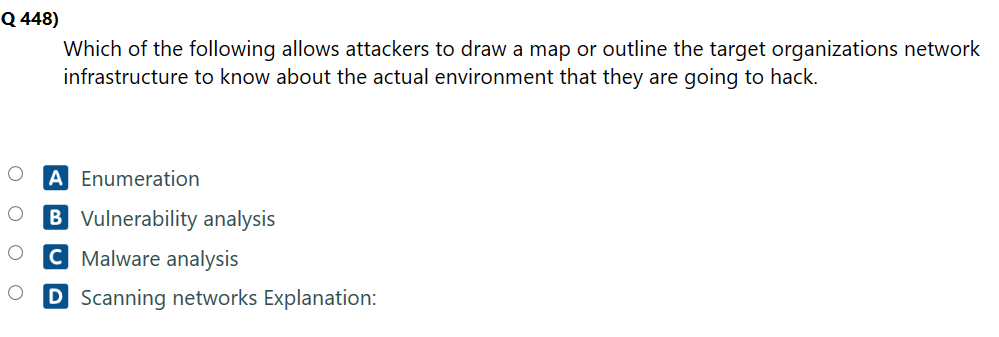 Q 448)
Which of the following allows attackers to draw a map or outline the target organizations network
infrastructure to know about the actual environment that they are going to hack.
A Enumeration
B Vulnerability analysis
C Malware analysis
D Scanning networks Explanation: